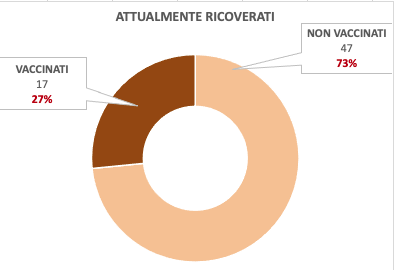 ATTUALMENTE RICOVERATI
NON VACCINATI
47
73%
VACCINATI
17
27%